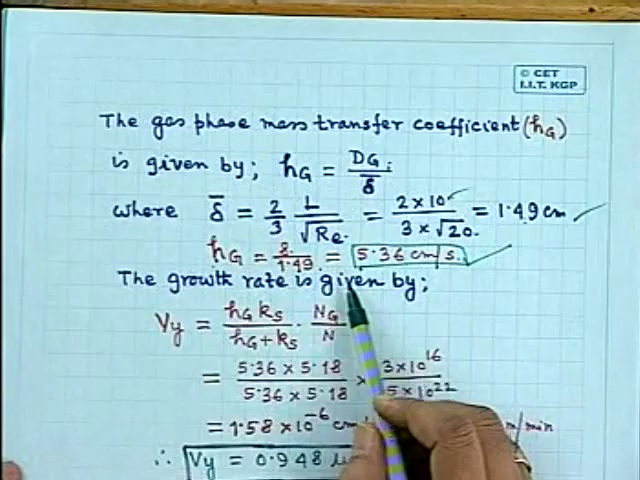 © CET
I.I.T. KGP
The gas phase mass transfer coefficient (hG)
is given by; hG = DG / δ̄
where δ̄ = 2/3 L/√Re = 2 × 10 / 3 × √20 = 1.49 cm
hG = 8 / 1.49 = 5.36 cm/s.
The growth rate is given by;
Vy = hG ks / hG + ks · NG / N
= 5.36 × 5.18 / 5.36 × 5.18 × 3 × 10^16 / 5 × 10^22
= 1.58 × 10^-6 cm m/min
∴ Vy = 0.948